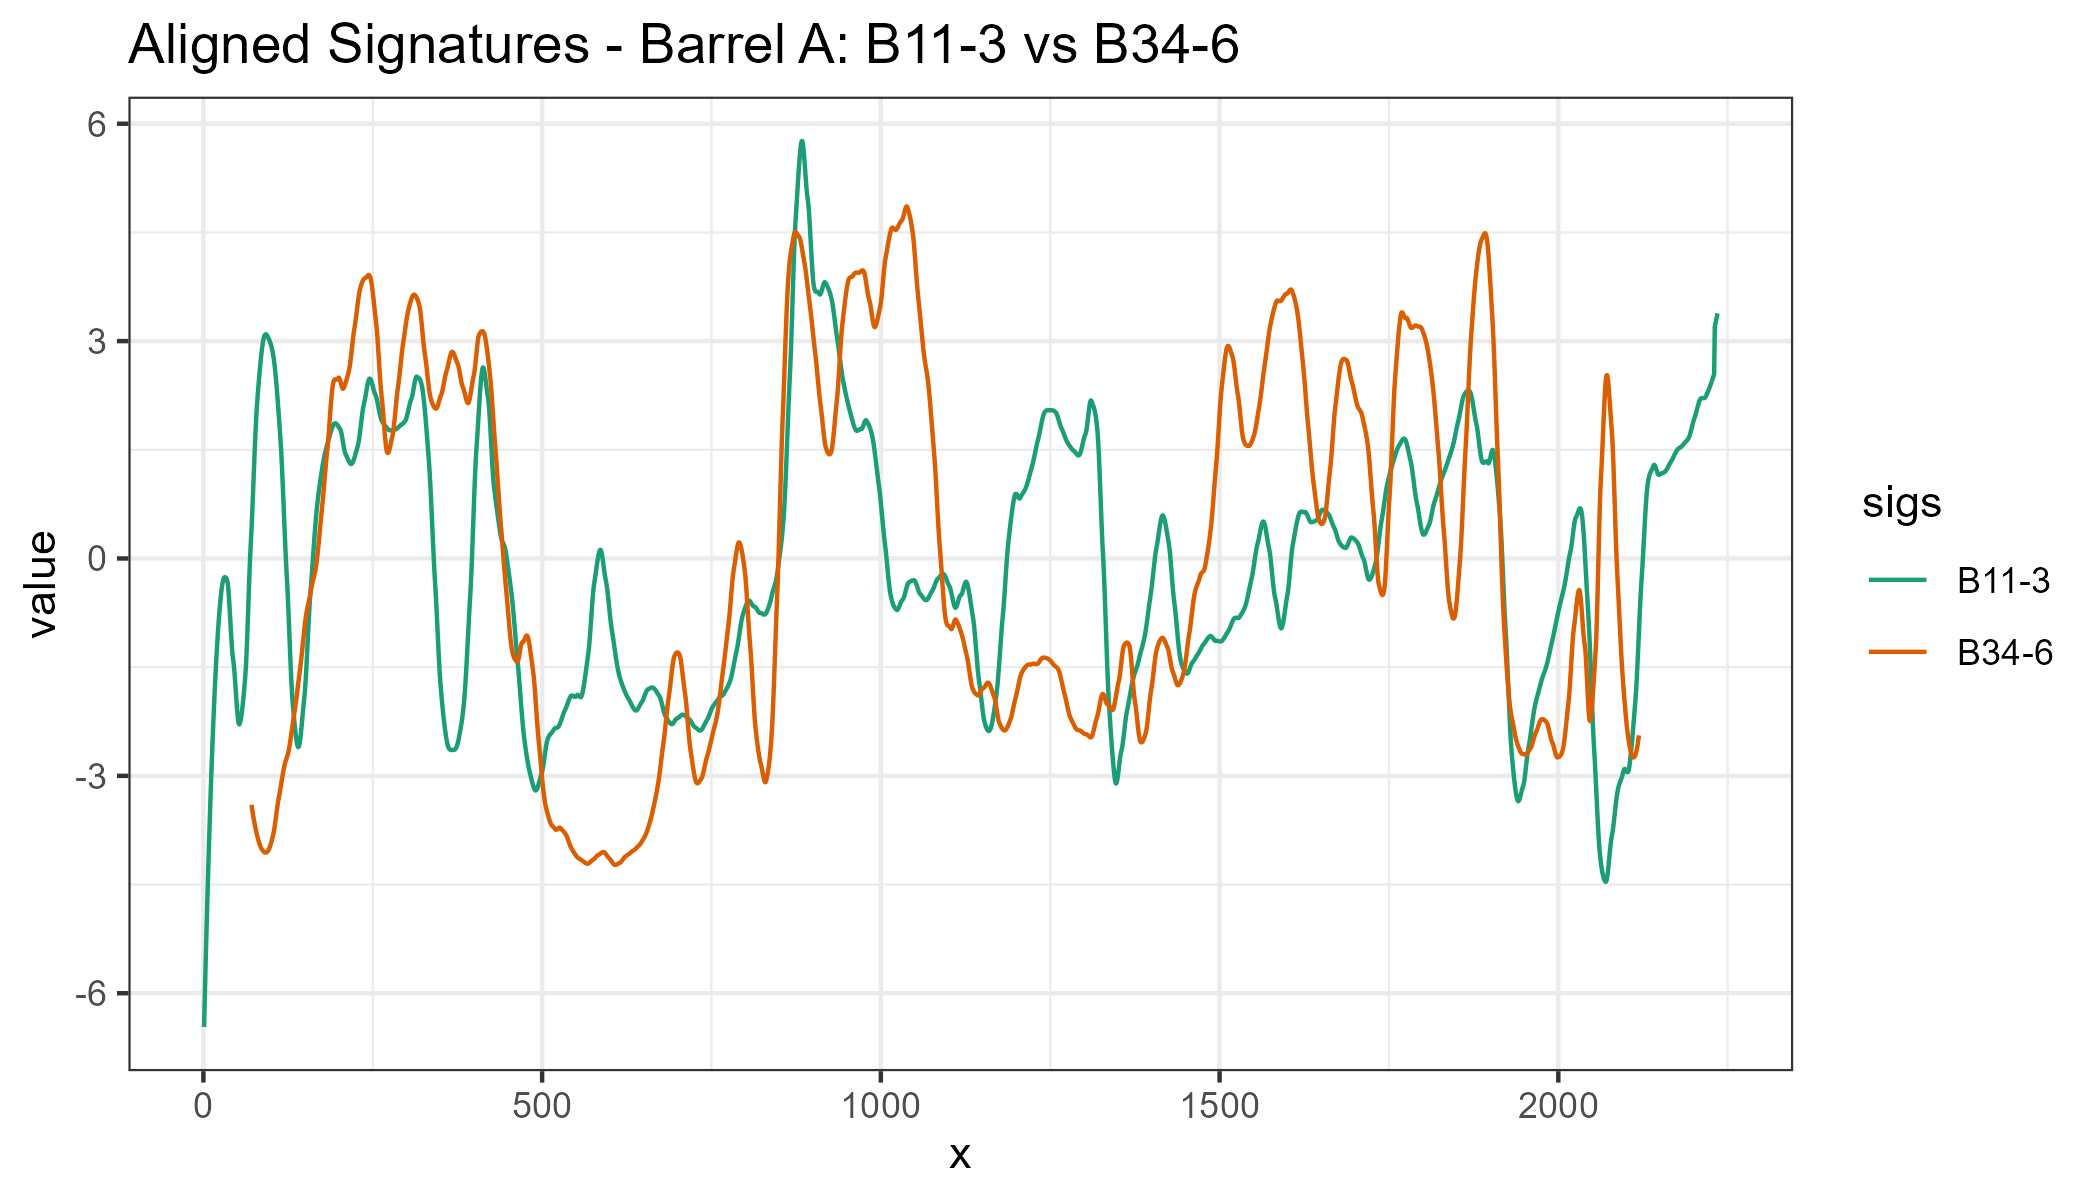 Aligned Signatures - Barrel A: B11-3 vs B34-6
6
3
0
-3
-6
value
0 500 1000 1500 2000
x
sigs
B11-3
B34-6